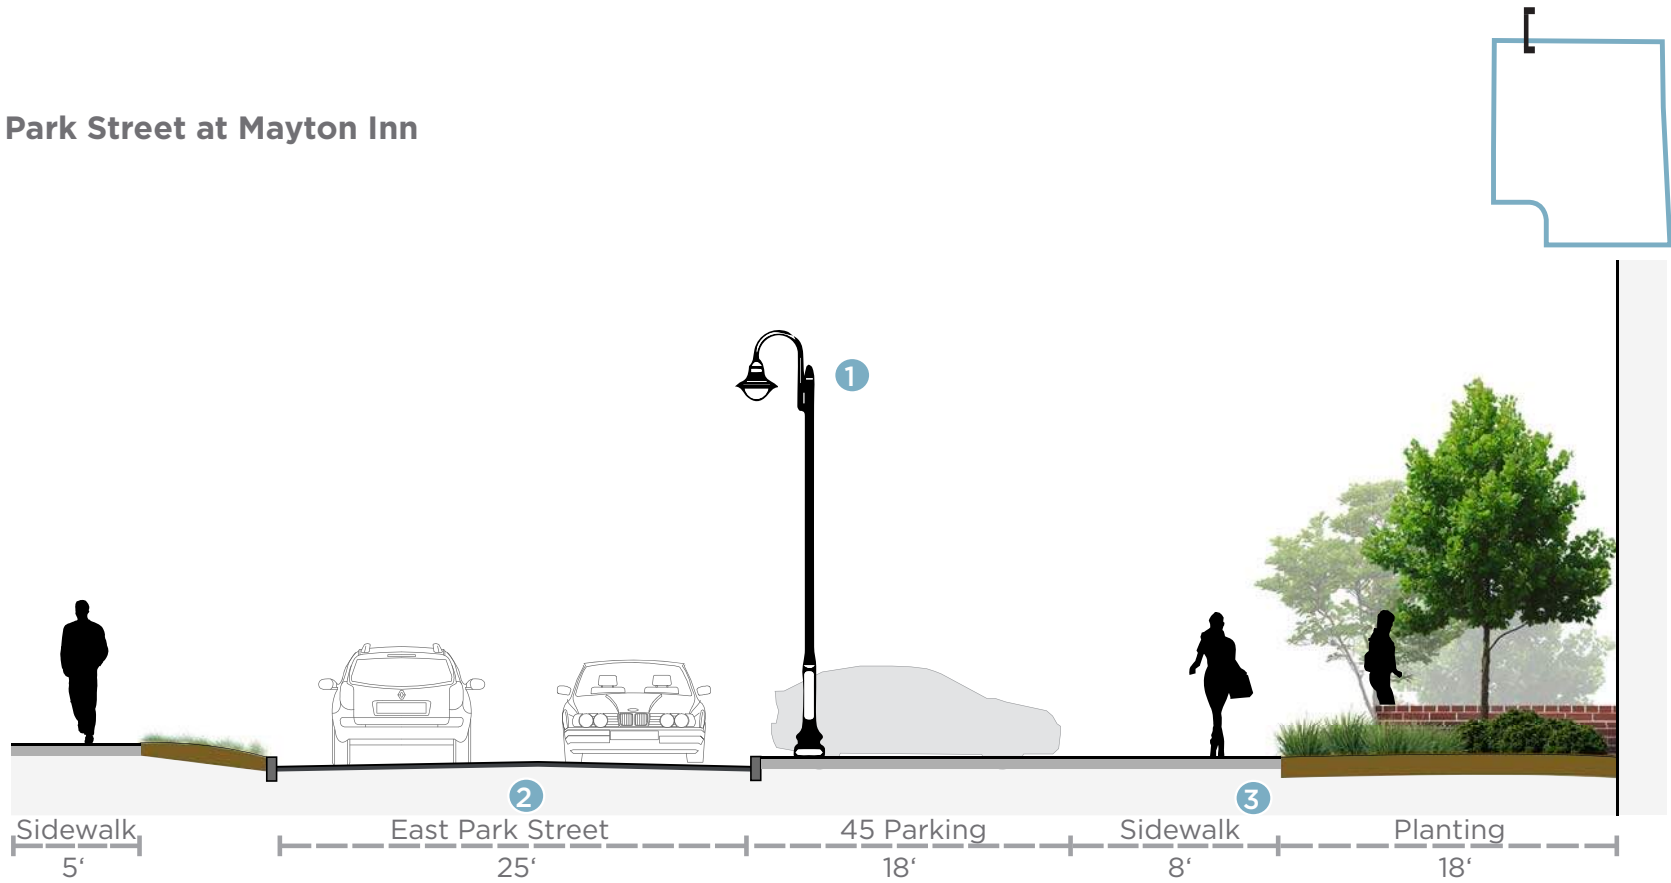 Park Street at Mayton Inn
1
2
3
Sidewalk
East Park Street
45 Parking
Sidewalk
Planting
5‘
25‘
18‘
8‘
18‘